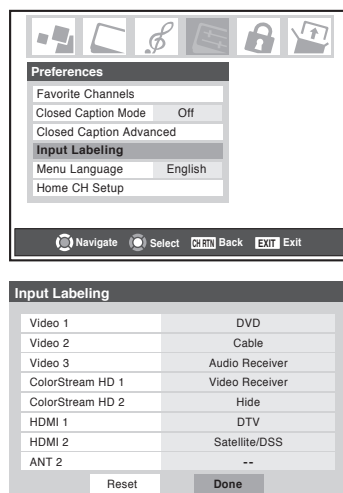 Preferences
Favorite Channels
Closed Caption Mode Off
Closed Caption Advanced
Input Labeling
Menu Language English
Home CH Setup
Navigate Select CH RTN Back EXIT Exit
Input Labeling
Video 1 DVD
Video 2 Cable
Video 3 Audio Receiver
ColorStream HD 1 Video Receiver
ColorStream HD 2 Hide
HDMI 1 DTV
HDMI 2 Satellite/DSS
ANT 2 --
Reset Done